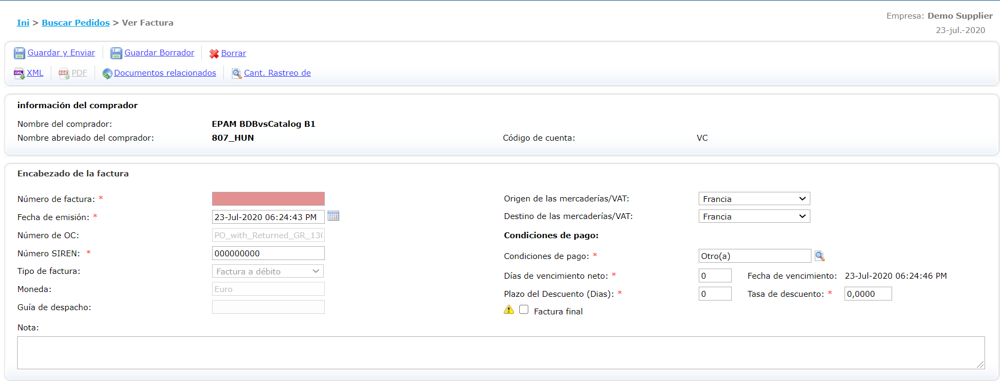 Ini > Buscar Pedidos > Ver Factura
Empresa: Demo Supplier
23-jul.-2020
Guardar y Enviar Guardar Borrador Borrar
XML PDF Documentos relacionados Cant. Rastreo de
información del comprador
Nombre del comprador: EPAM BDBvsCatalog B1
Nombre abreviado del comprador: 807_HUN Código de cuenta: VC
Encabezado de la factura
Número de factura: * Origen de las mercaderías/VAT: Francia
Fecha de emisión: * 23-Jul-2020 06:24:43 PM Destino de las mercaderías/VAT: Francia
Número de OC: PO_with_Returned_GR_130 Condiciones de pago:
Número SIREN: * 000000000 Condiciones de pago: * Otro(a)
Tipo de factura: Factura a débito Días de vencimiento neto: * 0 Fecha de vencimiento: 23-Jul-2020 06:24:46 PM
Moneda: Euro Plazo del Descuento (Dias): * 0 Tasa de descuento: * 0,0000
Guía de despacho: Factura final
Nota: